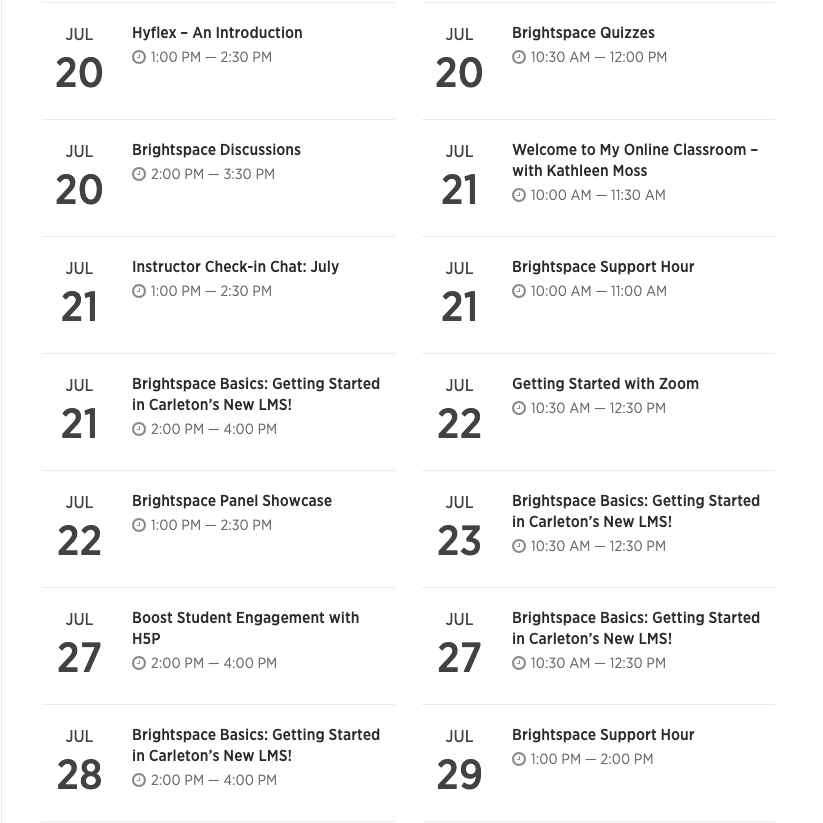 JUL
20
Hyflex – An Introduction
1:00 PM — 2:30 PM
JUL
20
Brightspace Quizzes
10:30 AM — 12:00 PM
JUL
20
Brightspace Discussions
2:00 PM — 3:30 PM
JUL
21
Welcome to My Online Classroom –
with Kathleen Moss
10:00 AM — 11:30 AM
JUL
21
Instructor Check-in Chat: July
1:00 PM — 2:30 PM
JUL
21
Brightspace Support Hour
10:00 AM — 11:00 AM
JUL
21
Brightspace Basics: Getting Started
in Carleton’s New LMS!
2:00 PM — 4:00 PM
JUL
22
Getting Started with Zoom
10:30 AM — 12:30 PM
JUL
22
Brightspace Panel Showcase
1:00 PM — 2:30 PM
JUL
23
Brightspace Basics: Getting Started
in Carleton’s New LMS!
10:30 AM — 12:30 PM
JUL
27
Boost Student Engagement with
H5P
2:00 PM — 4:00 PM
JUL
27
Brightspace Basics: Getting Started
in Carleton’s New LMS!
10:30 AM — 12:30 PM
JUL
28
Brightspace Basics: Getting Started
in Carleton’s New LMS!
2:00 PM — 4:00 PM
JUL
29
Brightspace Support Hour
1:00 PM — 2:00 PM